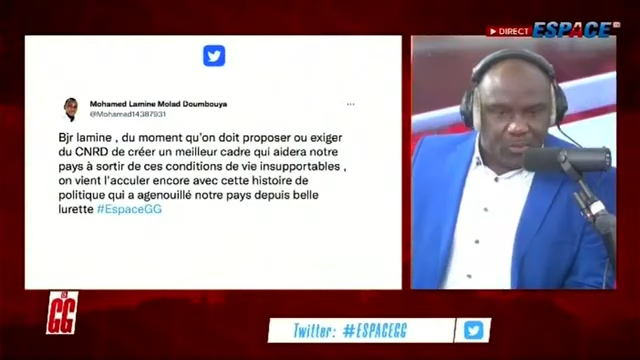 DIRECT ESPACE
Mohamed Lamine Molad Doumbouya
@Mohamed14387931
Bjr lamine , du moment qu'on doit proposer ou exiger
du CNRD de créer un meilleur cadre qui aidera notre
pays à sortir de ces conditions de vie insupportables ,
on vient l'acculer encore avec cette histoire de
politique qui a agenouillé notre pays depuis belle
lurette #EspaceGG
GG
Twitter: #ESPACEGG